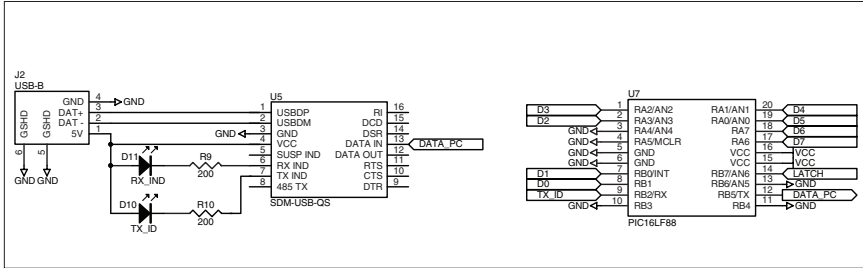 J2
USB-B
GND 4 GND
DAT+ 3
DAT - 2
5V 1
GSHD GSHD
6 5
GND GND
D11
RX_IND
R9
200
D10
TX_ID
R10
200
U5
1 USBDP RI 16
2 USBDM DCD 15
GND 3 GND DSR 14
4 VCC DATA IN 13 DATA_PC
5 SUSP IND DATA OUT 12
6 RX IND RTS 11
7 TX IND CTS 10
8 485 TX DTR 9
SDM-USB-QS
U7
D3 1 RA2/AN2 RA1/AN1 20 D4
D2 2 RA3/AN3 RA0/AN0 19 D5
GND 3 RA4/AN4 RA7 18 D6
GND 4 RA5/MCLR RA6 17 D7
GND 5 GND VCC 16 VCC
GND 6 GND VCC 15 VCC
D1 7 RB0/INT RB7/AN6 14 LATCH
D0 8 RB1 RB6/AN5 13 GND
TX_ID 9 RB2/RX RB5/TX 12 DATA_PC
GND 10 RB3 RB4 11 GND
PIC16LF88